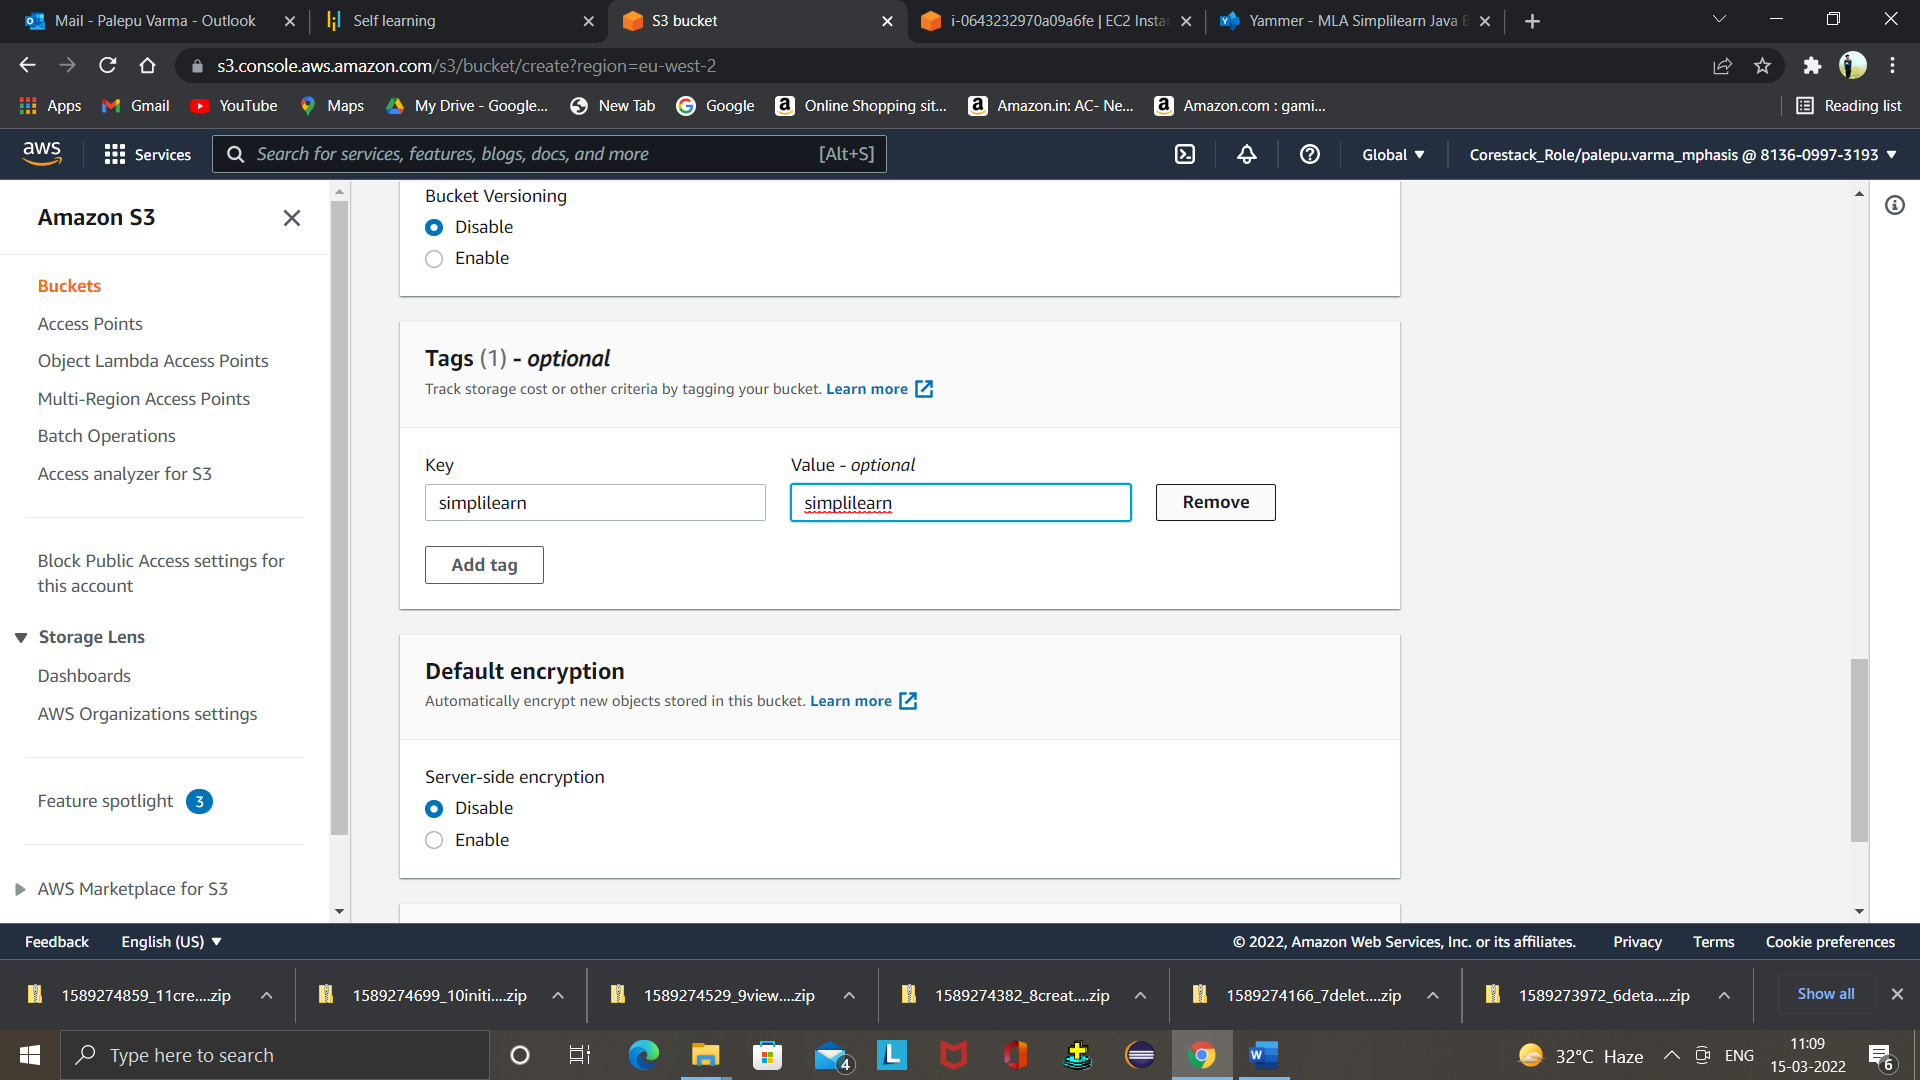 Mail - Palepu Varma - Outlook
Self learning
S3 bucket
i-0643232970a09a6fe | EC2 Insta
Yammer - MLA Simplilearn Java
s3.console.aws.amazon.com/s3/bucket/create?region=eu-west-2
Apps
Gmail
YouTube
Maps
My Drive - Google...
New Tab
Google
Online Shopping sit...
Amazon.in: AC- Ne...
Amazon.com : gami...
Reading list
aws
Services
Search for services, features, blogs, docs, and more
[Alt+S]
Global
Corestack_Role/palepu.varma_mphasis @ 8136-0997-3193
Amazon S3
Buckets
Access Points
Object Lambda Access Points
Multi-Region Access Points
Batch Operations
Access analyzer for S3
Block Public Access settings for
this account
Storage Lens
Dashboards
AWS Organizations settings
Feature spotlight 3
AWS Marketplace for S3
Bucket Versioning
Disable
Enable
Tags (1) - optional
Track storage cost or other criteria by tagging your bucket. Learn more
Key
Value - optional
simplilearn
simplilearn
Remove
Add tag
Default encryption
Automatically encrypt new objects stored in this bucket. Learn more
Server-side encryption
Disable
Enable
Feedback
English (US)
© 2022, Amazon Web Services, Inc. or its affiliates.
Privacy
Terms
Cookie preferences
1589274859_11cre....zip
1589274699_10initi....zip
1589274529_9view....zip
1589274382_8creat....zip
1589274166_7delet....zip
1589273972_6deta....zip
Show all
Type here to search
4
L
W
32°C Haze
ENG
11:09
15-03-2022
6